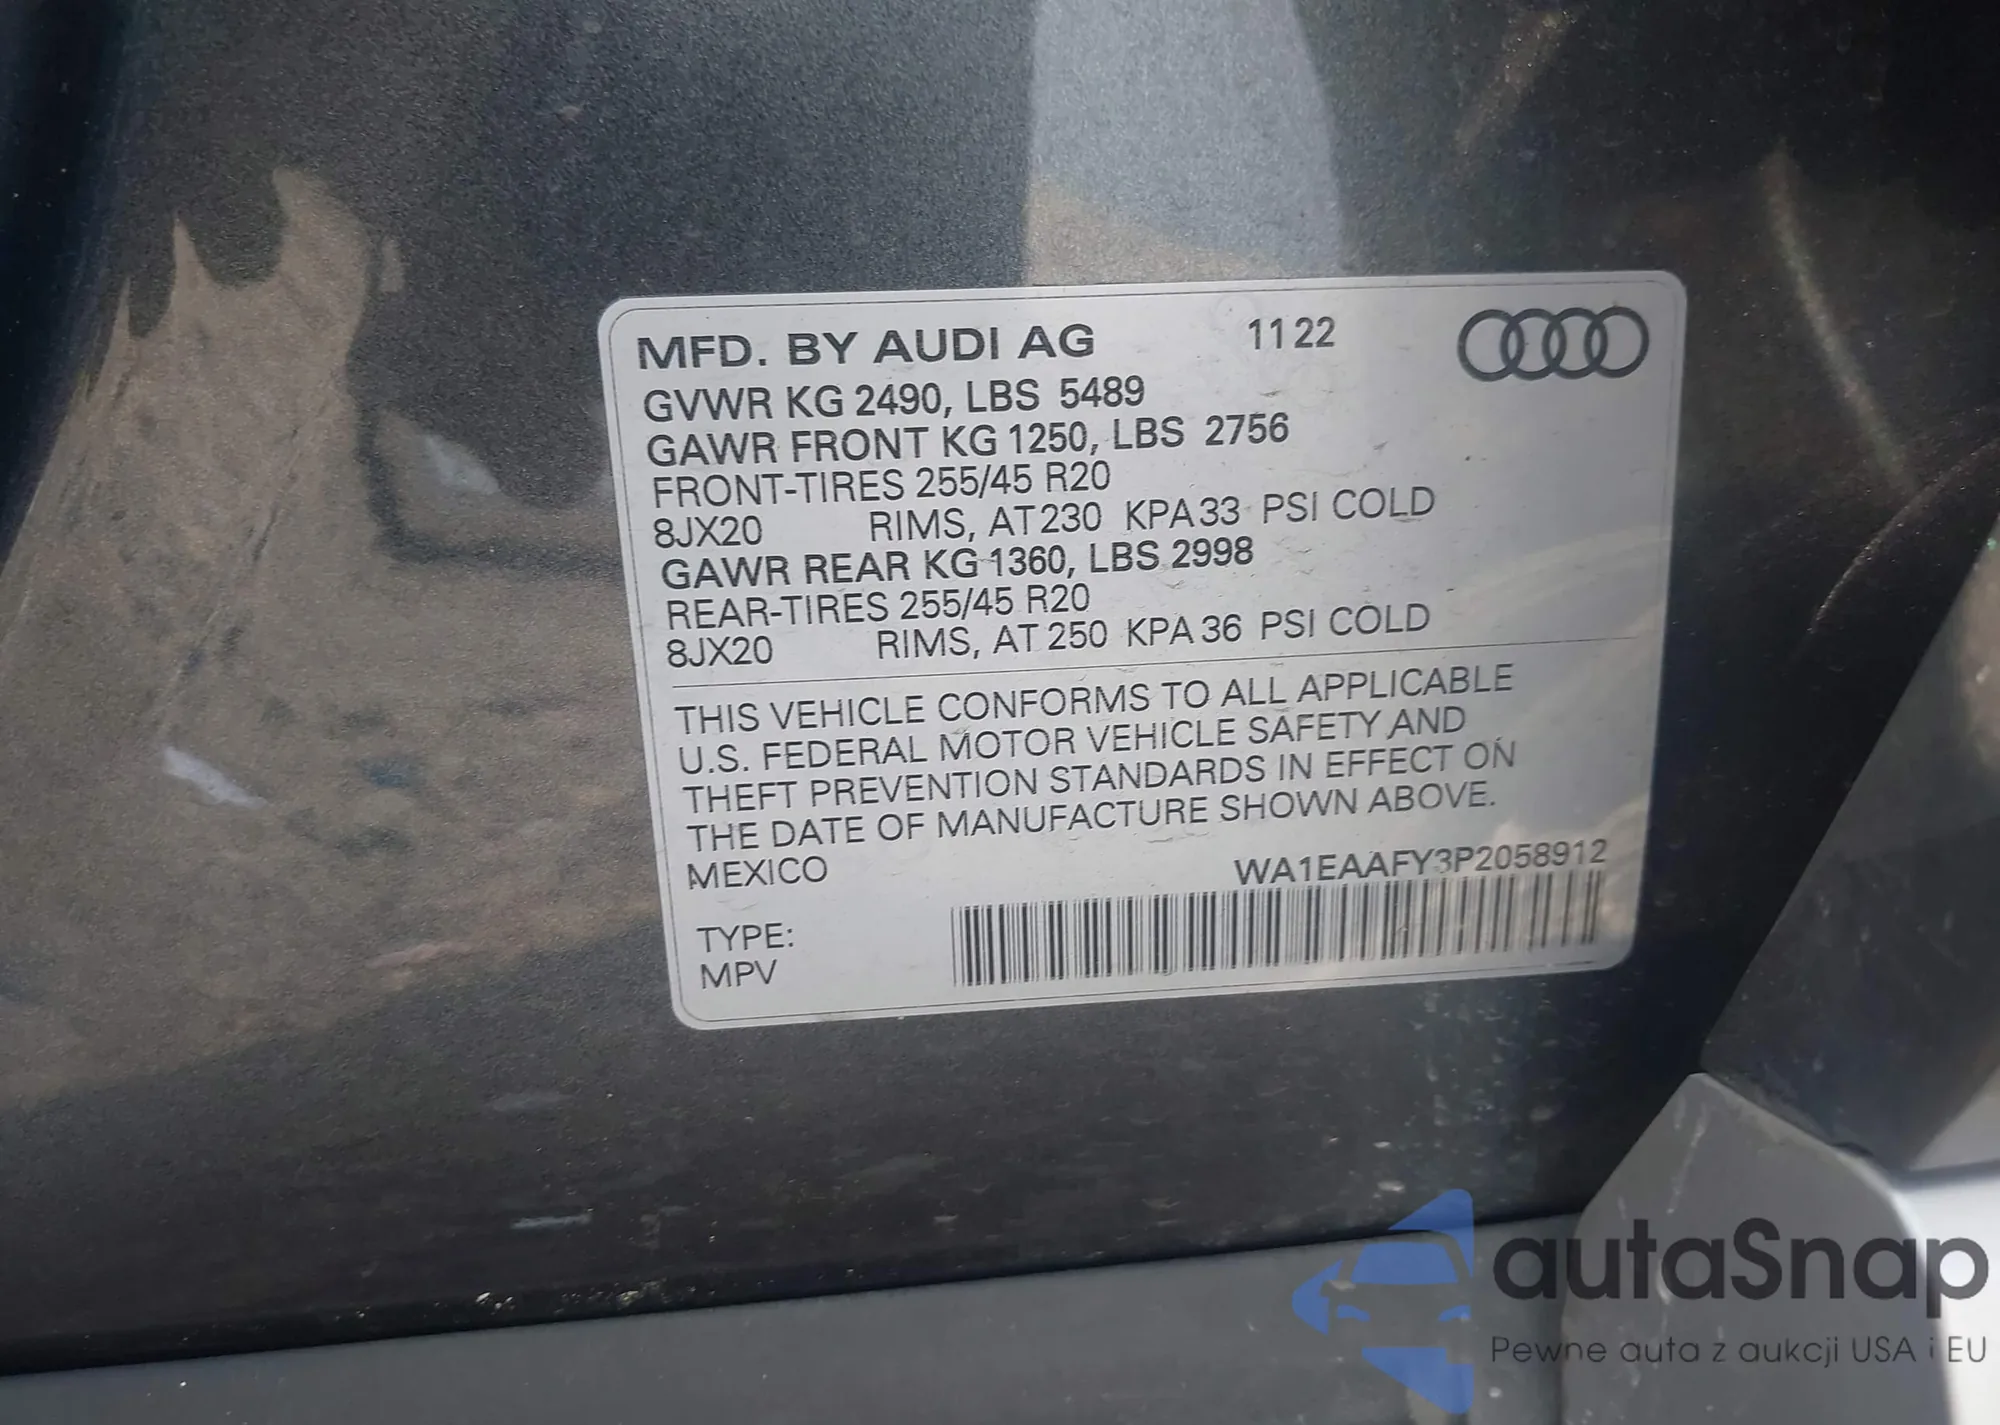 MFD. BY AUDI AG 11 22
GVWR KG 2490, LBS 5489
GAWR FRONT KG 1250, LBS 2756
FRONT-TIRES 255/45 R20
8JX20 RIMS, AT 230 KPA 33 PSI COLD
GAWR REAR KG 1360, LBS 2998
REAR-TIRES 255/45 R20
8JX20 RIMS, AT 250 KPA 36 PSI COLD
THIS VEHICLE CONFORMS TO ALL APPLICABLE
U.S. FEDERAL MOTOR VEHICLE SAFETY AND
THEFT PREVENTION STANDARDS IN EFFECT ON
THE DATE OF MANUFACTURE SHOWN ABOVE.
MEXICO WA1EAAFY3P2058912
TYPE:
MPV
autaSnap
Pewne auta z aukcji USA i EU